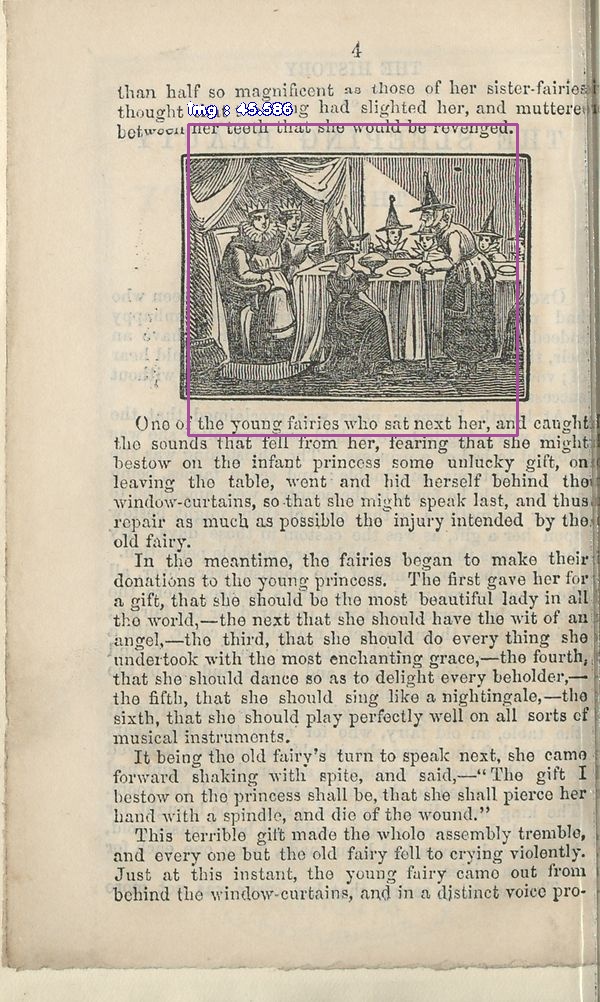 4
than half so magnificent as those of her sister-fairies
thought king had slighted her, and muttere
between her teeth that she would be revenged.
img : 45.586
One of the young fairies who sat next her, and caught
the sounds that fell from her, fearing that she might
bestow on the infant princess some unlucky gift, on
leaving the table, went and hid herself behind the
window-curtains, so that she might speak last, and thus
repair as much as possible the injury intended by the
old fairy.
In the meantime, the fairies began to make their
donations to the young princess. The first gave her for
a gift, that she should be the most beautiful lady in all
the world,—the next that she should have the wit of an
angel,—the third, that she should do every thing she
undertook with the most enchanting grace,—the fourth,
that she should dance so as to delight every beholder,—
the fifth, that she should sing like a nightingale,—the
sixth, that she should play perfectly well on all sorts of
musical instruments.
It being the old fairy's turn to speak next, she came
forward shaking with spite, and said,—"The gift I
bestow on the princess shall be, that she shall pierce her
hand with a spindle, and die of the wound."
This terrible gift made the whole assembly tremble,
and every one but the old fairy fell to crying violently.
Just at this instant, the young fairy came out from
behind the window-curtains, and in a distinct voice pro-